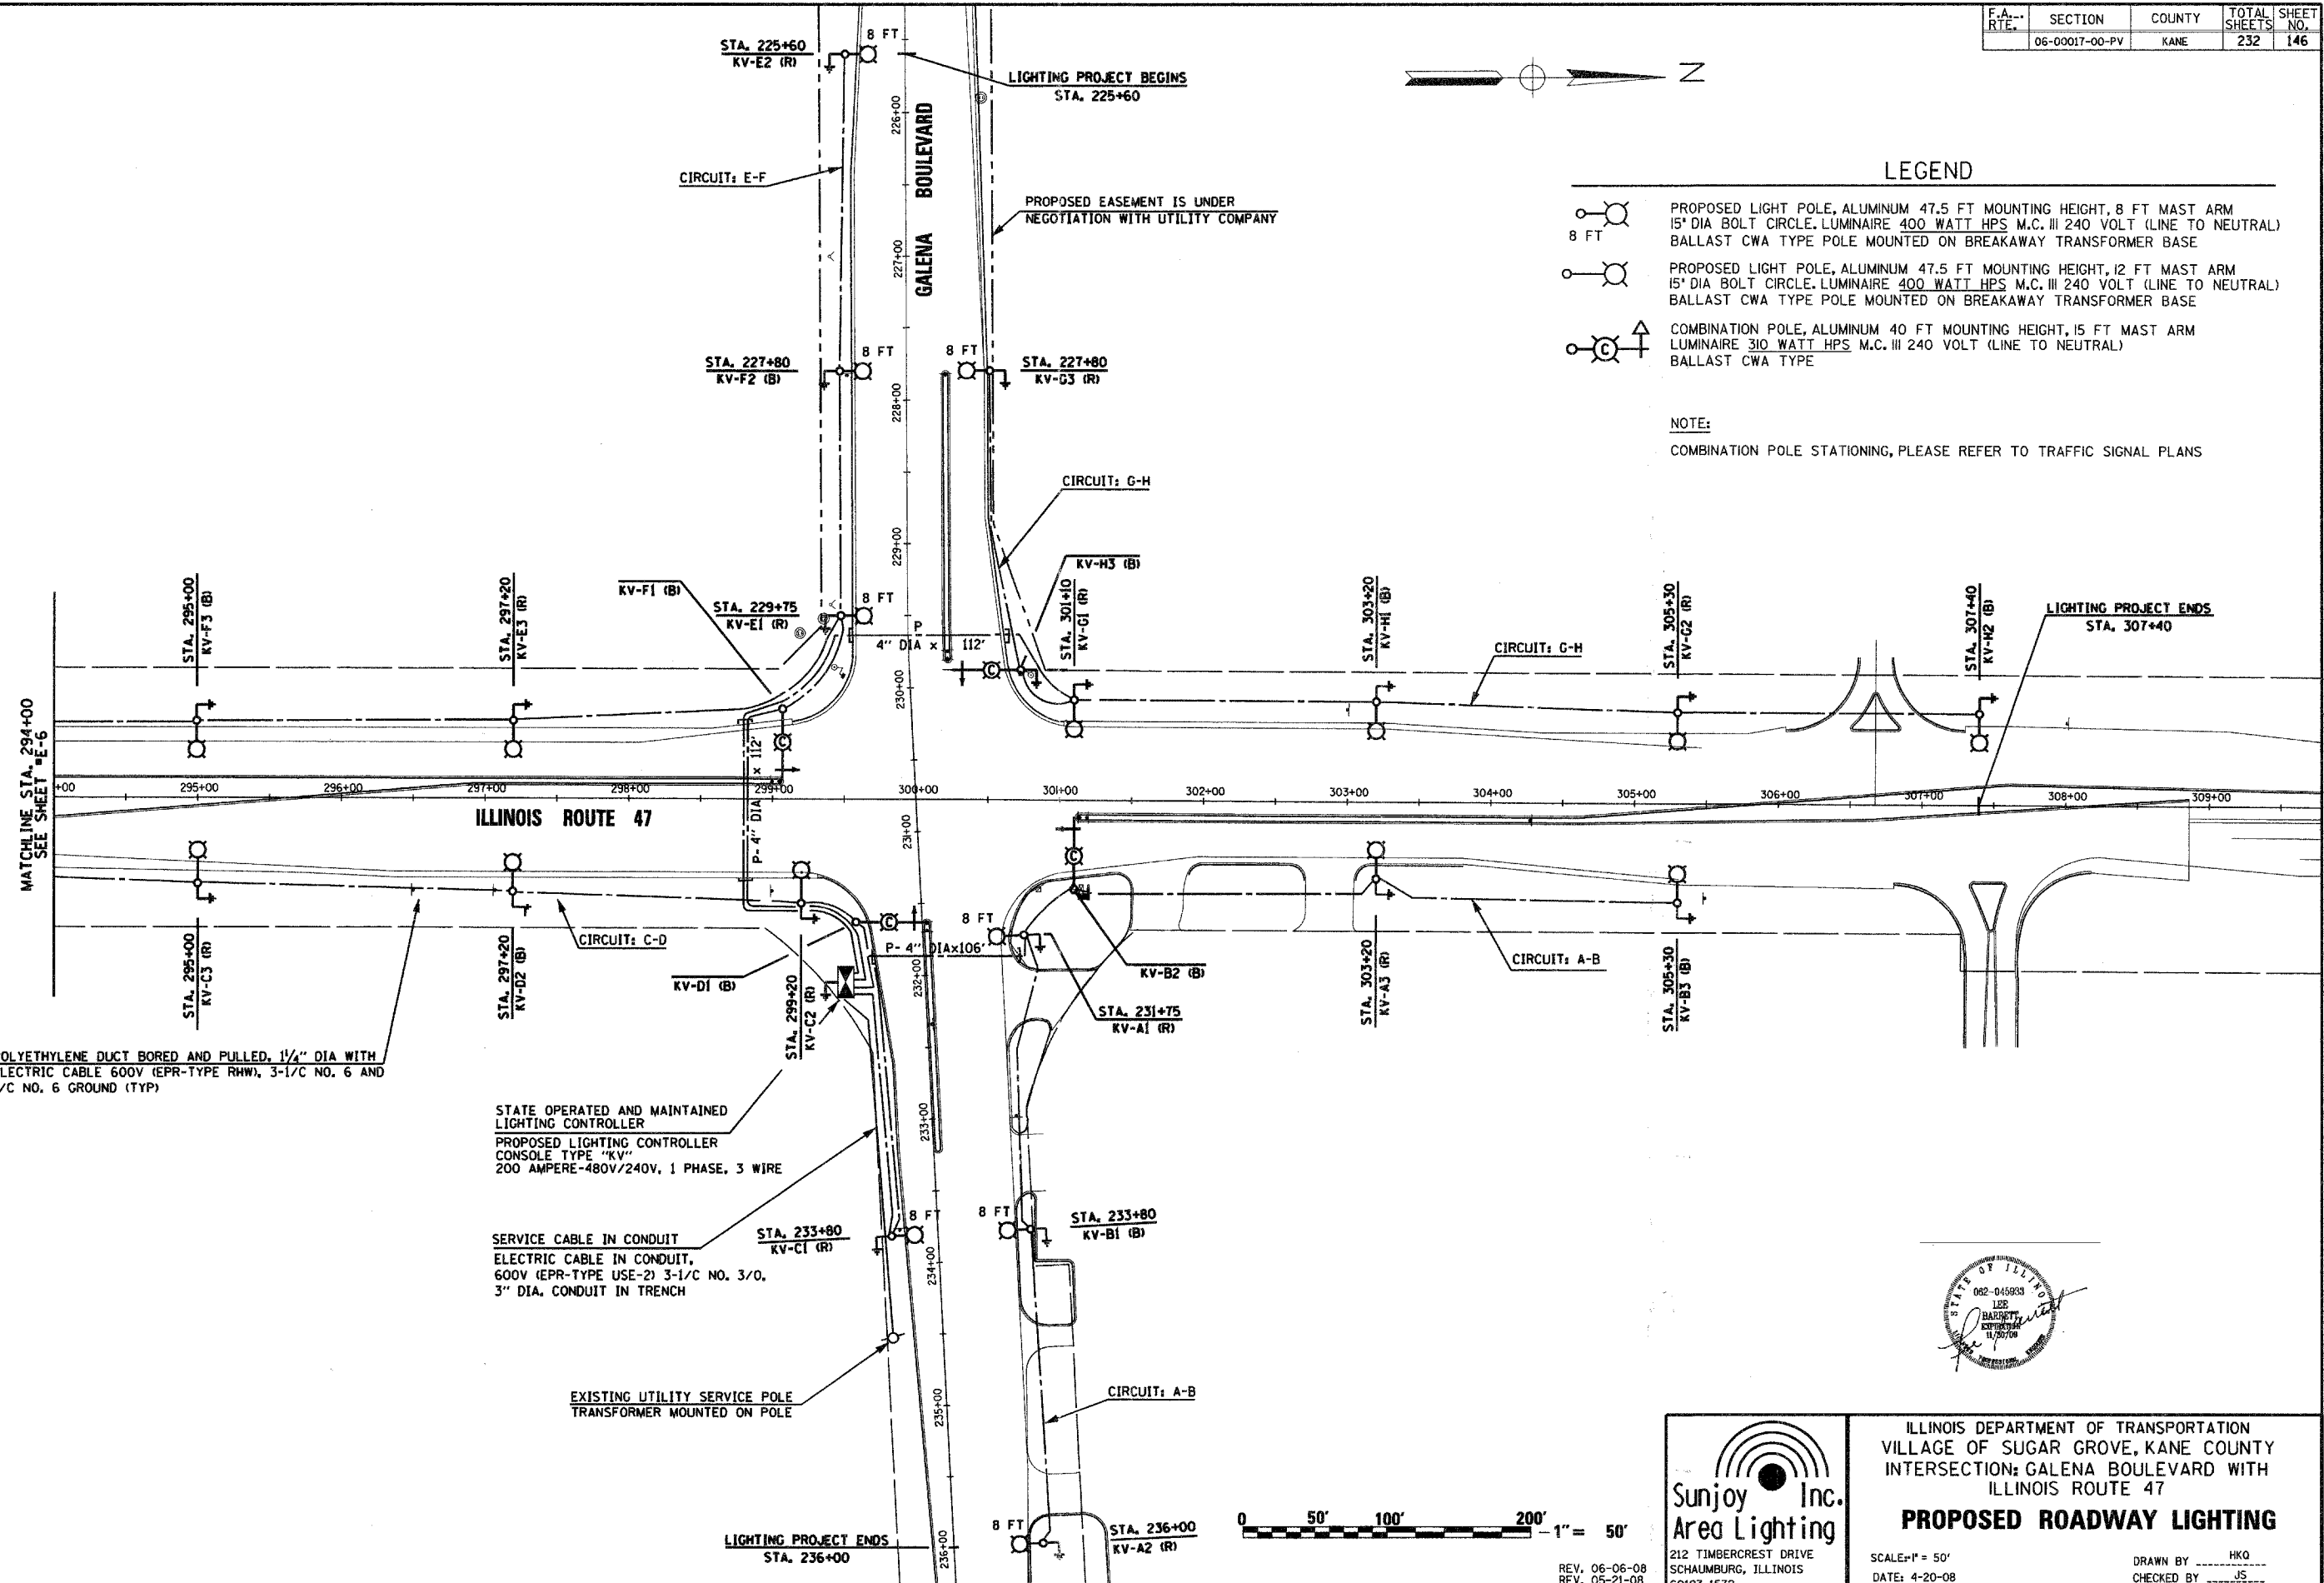 F.A.-. RTE. SECTION COUNTY TOTAL SHEETS SHEET NO.
06-00017-00-PV KANE 232 146
STA. 225+60
KV-E2 (R)
8 FT
LIGHTING PROJECT BEGINS
STA. 225+60
N
226+00
GALENA BOULEVARD
CIRCUIT: E-F
PROPOSED EASEMENT IS UNDER
NEGOTIATION WITH UTILITY COMPANY
227+00
LEGEND
8 FT
PROPOSED LIGHT POLE, ALUMINUM 47.5 FT MOUNTING HEIGHT, 8 FT MAST ARM
15" DIA BOLT CIRCLE. LUMINAIRE 400 WATT HPS M.C. III 240 VOLT (LINE TO NEUTRAL)
BALLAST CWA TYPE POLE MOUNTED ON BREAKAWAY TRANSFORMER BASE
PROPOSED LIGHT POLE, ALUMINUM 47.5 FT MOUNTING HEIGHT, 12 FT MAST ARM
15" DIA BOLT CIRCLE. LUMINAIRE 400 WATT HPS M.C. III 240 VOLT (LINE TO NEUTRAL)
BALLAST CWA TYPE POLE MOUNTED ON BREAKAWAY TRANSFORMER BASE
C
COMBINATION POLE, ALUMINUM 40 FT MOUNTING HEIGHT, 15 FT MAST ARM
LUMINAIRE 310 WATT HPS M.C. III 240 VOLT (LINE TO NEUTRAL)
BALLAST CWA TYPE
NOTE:
COMBINATION POLE STATIONING, PLEASE REFER TO TRAFFIC SIGNAL PLANS
STA. 227+80
KV-F2 (B)
8 FT
8 FT
STA. 227+80
KV-G3 (R)
228+00
CIRCUIT: G-H
229+00
KV-H3 (B)
KV-F1 (B)
STA. 229+75
KV-E1 (R)
8 FT
P
4" DIA x 112'
C
230+00
STA. 295+00
KV-F3 (B)
STA. 297+20
KV-E3 (R)
STA. 301+10
KV-G1 (R)
STA. 303+20
KV-H1 (B)
STA. 305+30
KV-G2 (R)
STA. 307+40
KV-H2 (B)
CIRCUIT: G-H
LIGHTING PROJECT ENDS
STA. 307+40
MATCHLINE STA. 294+00
SEE SHEET #E-6
C
P- 4" DIA x 112'
+00 295+00 296+00 297+00 298+00 299+00 300+00 301+00 302+00 303+00 304+00 305+00 306+00 307+00 308+00 309+00
ILLINOIS ROUTE 47
231+00
C
C
8 FT
P- 4" DIAx106'
232+00
CIRCUIT: C-D
KV-D1 (B)
KV-B2 (B)
STA. 231+75
KV-A1 (R)
CIRCUIT: A-B
STA. 295+00
KV-C3 (R)
STA. 297+20
KV-D2 (B)
STA. 299+20
KV-C2 (R)
STA. 303+20
KV-A3 (R)
STA. 305+30
KV-B3 (B)
OLYETHYLENE DUCT BORED AND PULLED, 1¼" DIA WITH
LECTRIC CABLE 600V (EPR-TYPE RHW), 3-1/C NO. 6 AND
/C NO. 6 GROUND (TYP)
STATE OPERATED AND MAINTAINED
LIGHTING CONTROLLER
PROPOSED LIGHTING CONTROLLER
CONSOLE TYPE "KV"
200 AMPERE-480V/240V, 1 PHASE, 3 WIRE
233+00
SERVICE CABLE IN CONDUIT
ELECTRIC CABLE IN CONDUIT,
600V (EPR-TYPE USE-2) 3-1/C NO. 3/0,
3" DIA. CONDUIT IN TRENCH
STA. 233+80
KV-C1 (R)
8 FT
8 FT
STA. 233+80
KV-B1 (B)
234+00
EXISTING UTILITY SERVICE POLE
TRANSFORMER MOUNTED ON POLE
235+00
CIRCUIT: A-B
LIGHTING PROJECT ENDS
STA. 236+00
236+00
8 FT
STA. 236+00
KV-A2 (R)
0 50' 100' 200'
1"= 50'
STATE OF ILLINO
062-045933
LEE
BARRETT
11/30/09
REV. 06-06-08
REV. 05-21-08
Sunjoy Inc.
Area Lighting
212 TIMBERCREST DRIVE
SCHAUMBURG, ILLINOIS
ILLINOIS DEPARTMENT OF TRANSPORTATION
VILLAGE OF SUGAR GROVE, KANE COUNTY
INTERSECTION: GALENA BOULEVARD WITH
ILLINOIS ROUTE 47
PROPOSED ROADWAY LIGHTING
SCALE:1" = 50'
DATE: 4-20-08
DRAWN BY HKQ
CHECKED BY JS